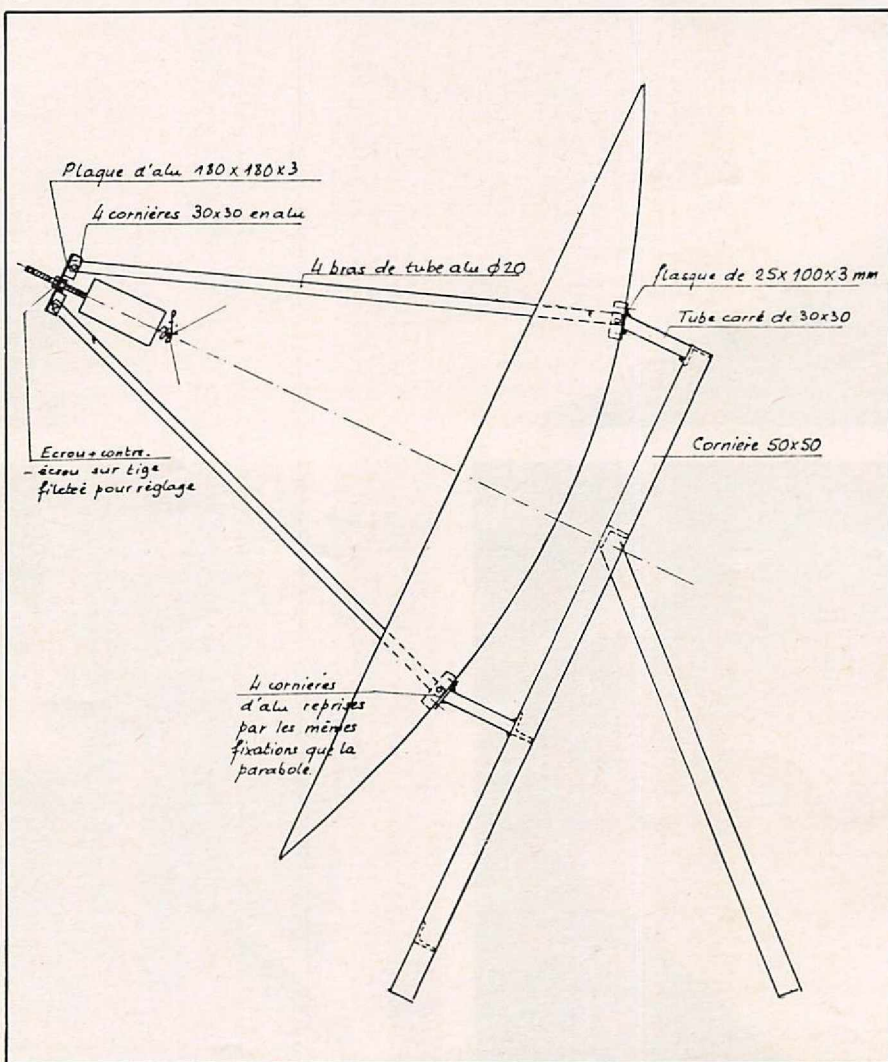 Plaque d'alu 180 x 180 x 3
4 cornières 30x30 en alu
4 bras de tube alu ϕ20
flasque de 25x100x3 mm
Tube carré de 30x30
Cornière 50x50
Ecrou + contre.
- écrou sur tige
filetée pour réglage
4 cornières
d'alu reprises
par les mêmes
fixations que la
parabole.